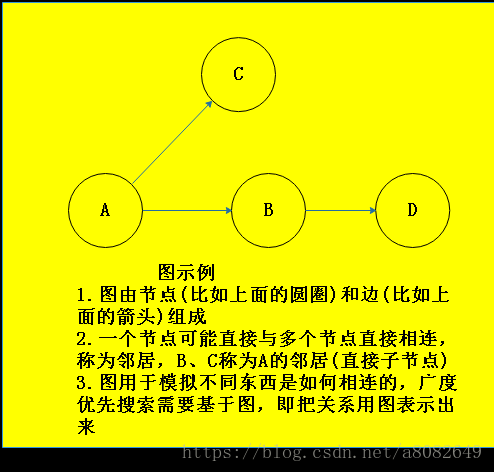 C
A
B
D
图示例
1.图由节点(比如上面的圆圈)和边(比如上
面的箭头)组成
2.一个节点可能直接与多个节点直接相连,
称为邻居, B、C称为A的邻居(直接子节点)
3.图用于模拟不同东西是如何相连的, 广度
优先搜索需要基于图, 即把关系用图表示出
来
https://blog.csdn.net/a8082649